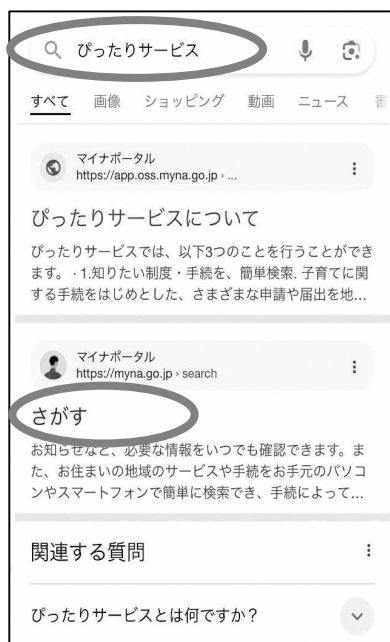 ぴったりサービス
すべて 画像 ショッピング 動画 ニュース 書
マイナポータル
https://app.oss.myna.go.jp › ...
ぴったりサービスについて
ぴったりサービスでは、以下3つのことを行うことができ
ます。 · 1.知りたい制度・手続を、簡単検索. 子育てに関
する手続をはじめとした、さまざまな申請や届出を地...
マイナポータル
https://myna.go.jp › search
さがす
お知らせなど、必要な情報をいつでも確認できます。ま
た、お住まいの地域のサービスや手続をお手元のパソコ
ンやスマートフォンで簡単に検索でき、手続によって...
関連する質問
ぴったりサービスとは何ですか？